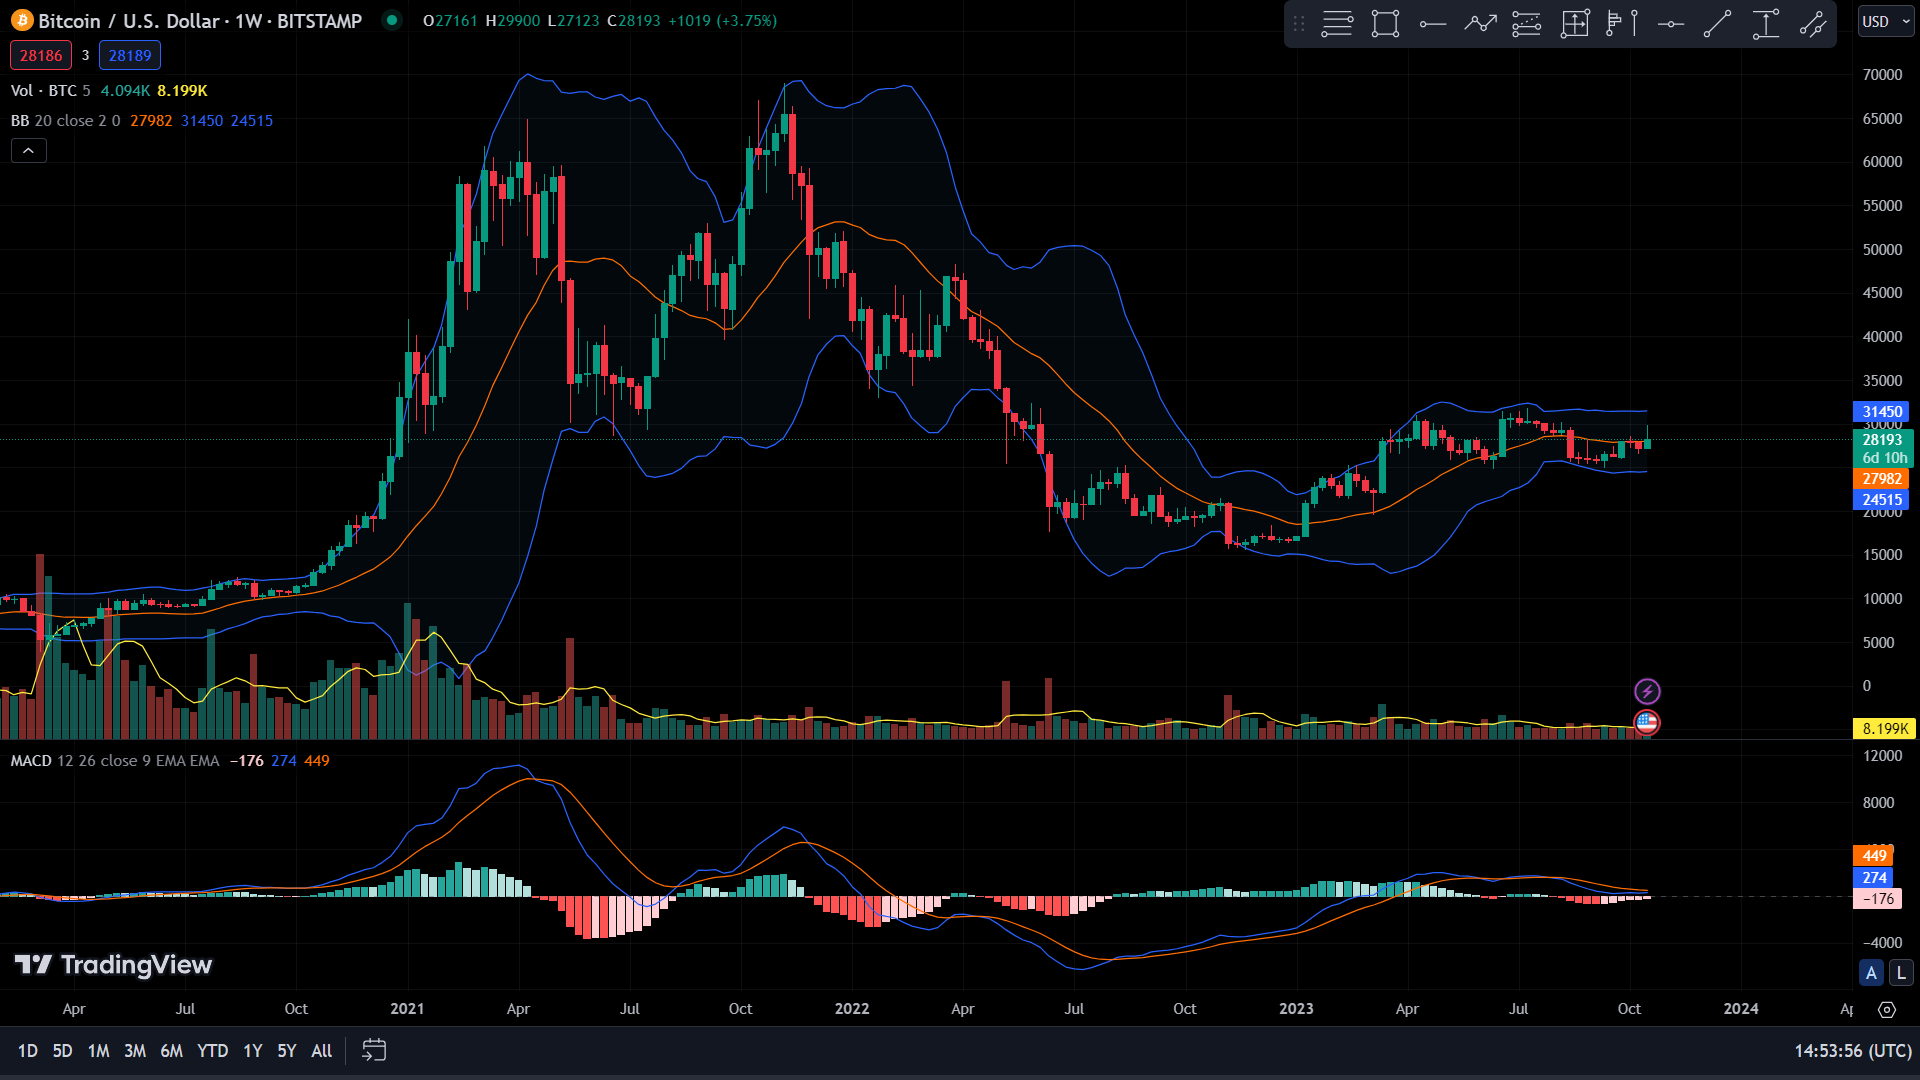 Bitcoin / U.S. Dollar · 1W · BITSTAMP O27161 H29900 L27123 C28193 +1019 (+3.75%)
USD
28186 3 28189
Vol · BTC 5 4.094K 8.199K
BB 20 close 2 0 27982 31450 24515
70000
65000
60000
55000
50000
45000
40000
35000
31450
30000
28193
6d 10h
27982
24515
20000
15000
10000
5000
0
8.199K
MACD 12 26 close 9 EMA EMA −176 274 449
12000
8000
449
274
−176
−4000
TradingView
A L
Apr Jul Oct 2021 Apr Jul Oct 2022 Apr Jul Oct 2023 Apr Jul Oct 2024
1D 5D 1M 3M 6M YTD 1Y 5Y All 14:53:56 (UTC)